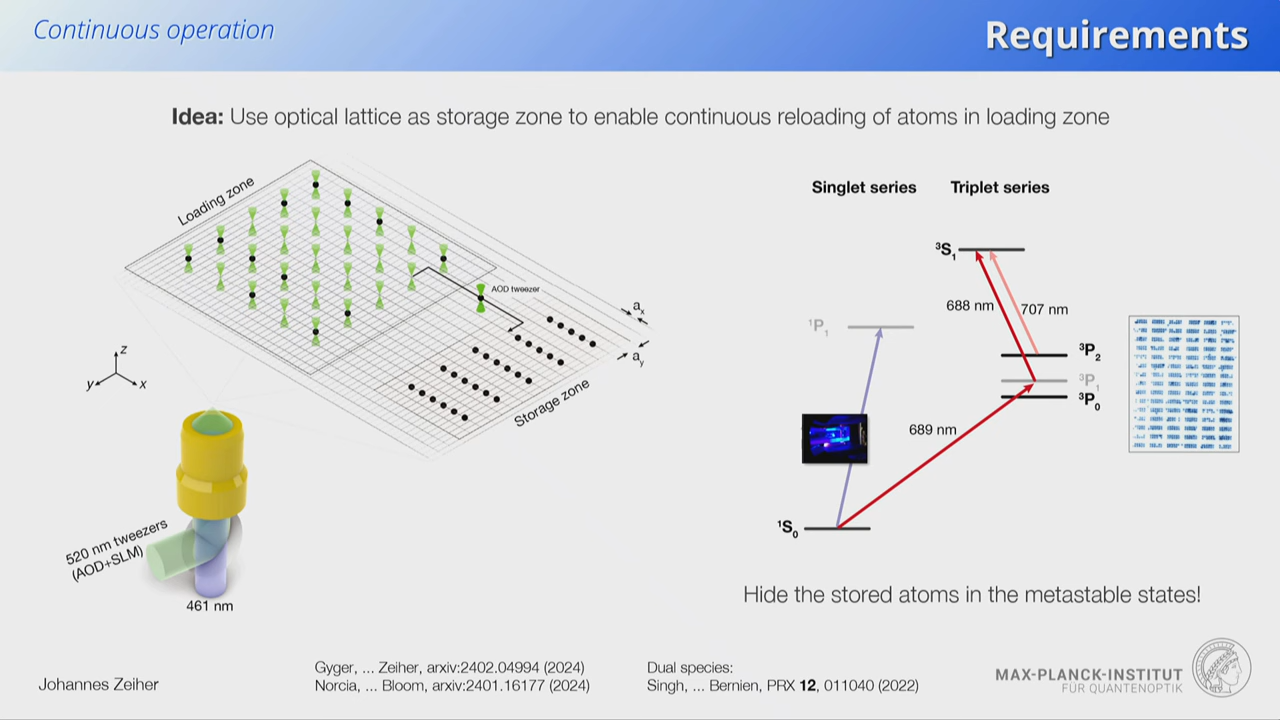 Continuous operation
Requirements
Idea: Use optical lattice as storage zone to enable continuous reloading of atoms in loading zone
Loading zone
AOD tweezer
aₓ
a_y
Storage zone
z
y
x
520 nm tweezers
(AOD+SLM)
461 nm
Singlet series
Triplet series
³S₁
688 nm
707 nm
¹P₁
³P₂
³P₁
³P₀
689 nm
¹S₀
Hide the stored atoms in the metastable states!
Johannes Zeiher
Gyger, ... Zeiher, arxiv:2402.04994 (2024)
Norcia, ... Bloom, arxiv:2401.16177 (2024)
Dual species:
Singh, ... Bernien, PRX 12, 011040 (2022)
MAX-PLANCK-INSTITUT
FÜR QUANTENOPTIK